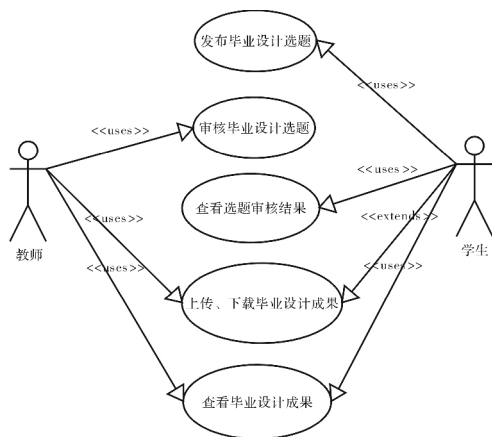 发布毕业设计选题
<<uses>>
<<uses>>
审核毕业设计选题
<<uses>>
查看选题审核结果
<<uses>>
<<extends>>
教师
学生
<<uses>>
<<uses>>
上传、下载毕业设计成果
查看毕业设计成果